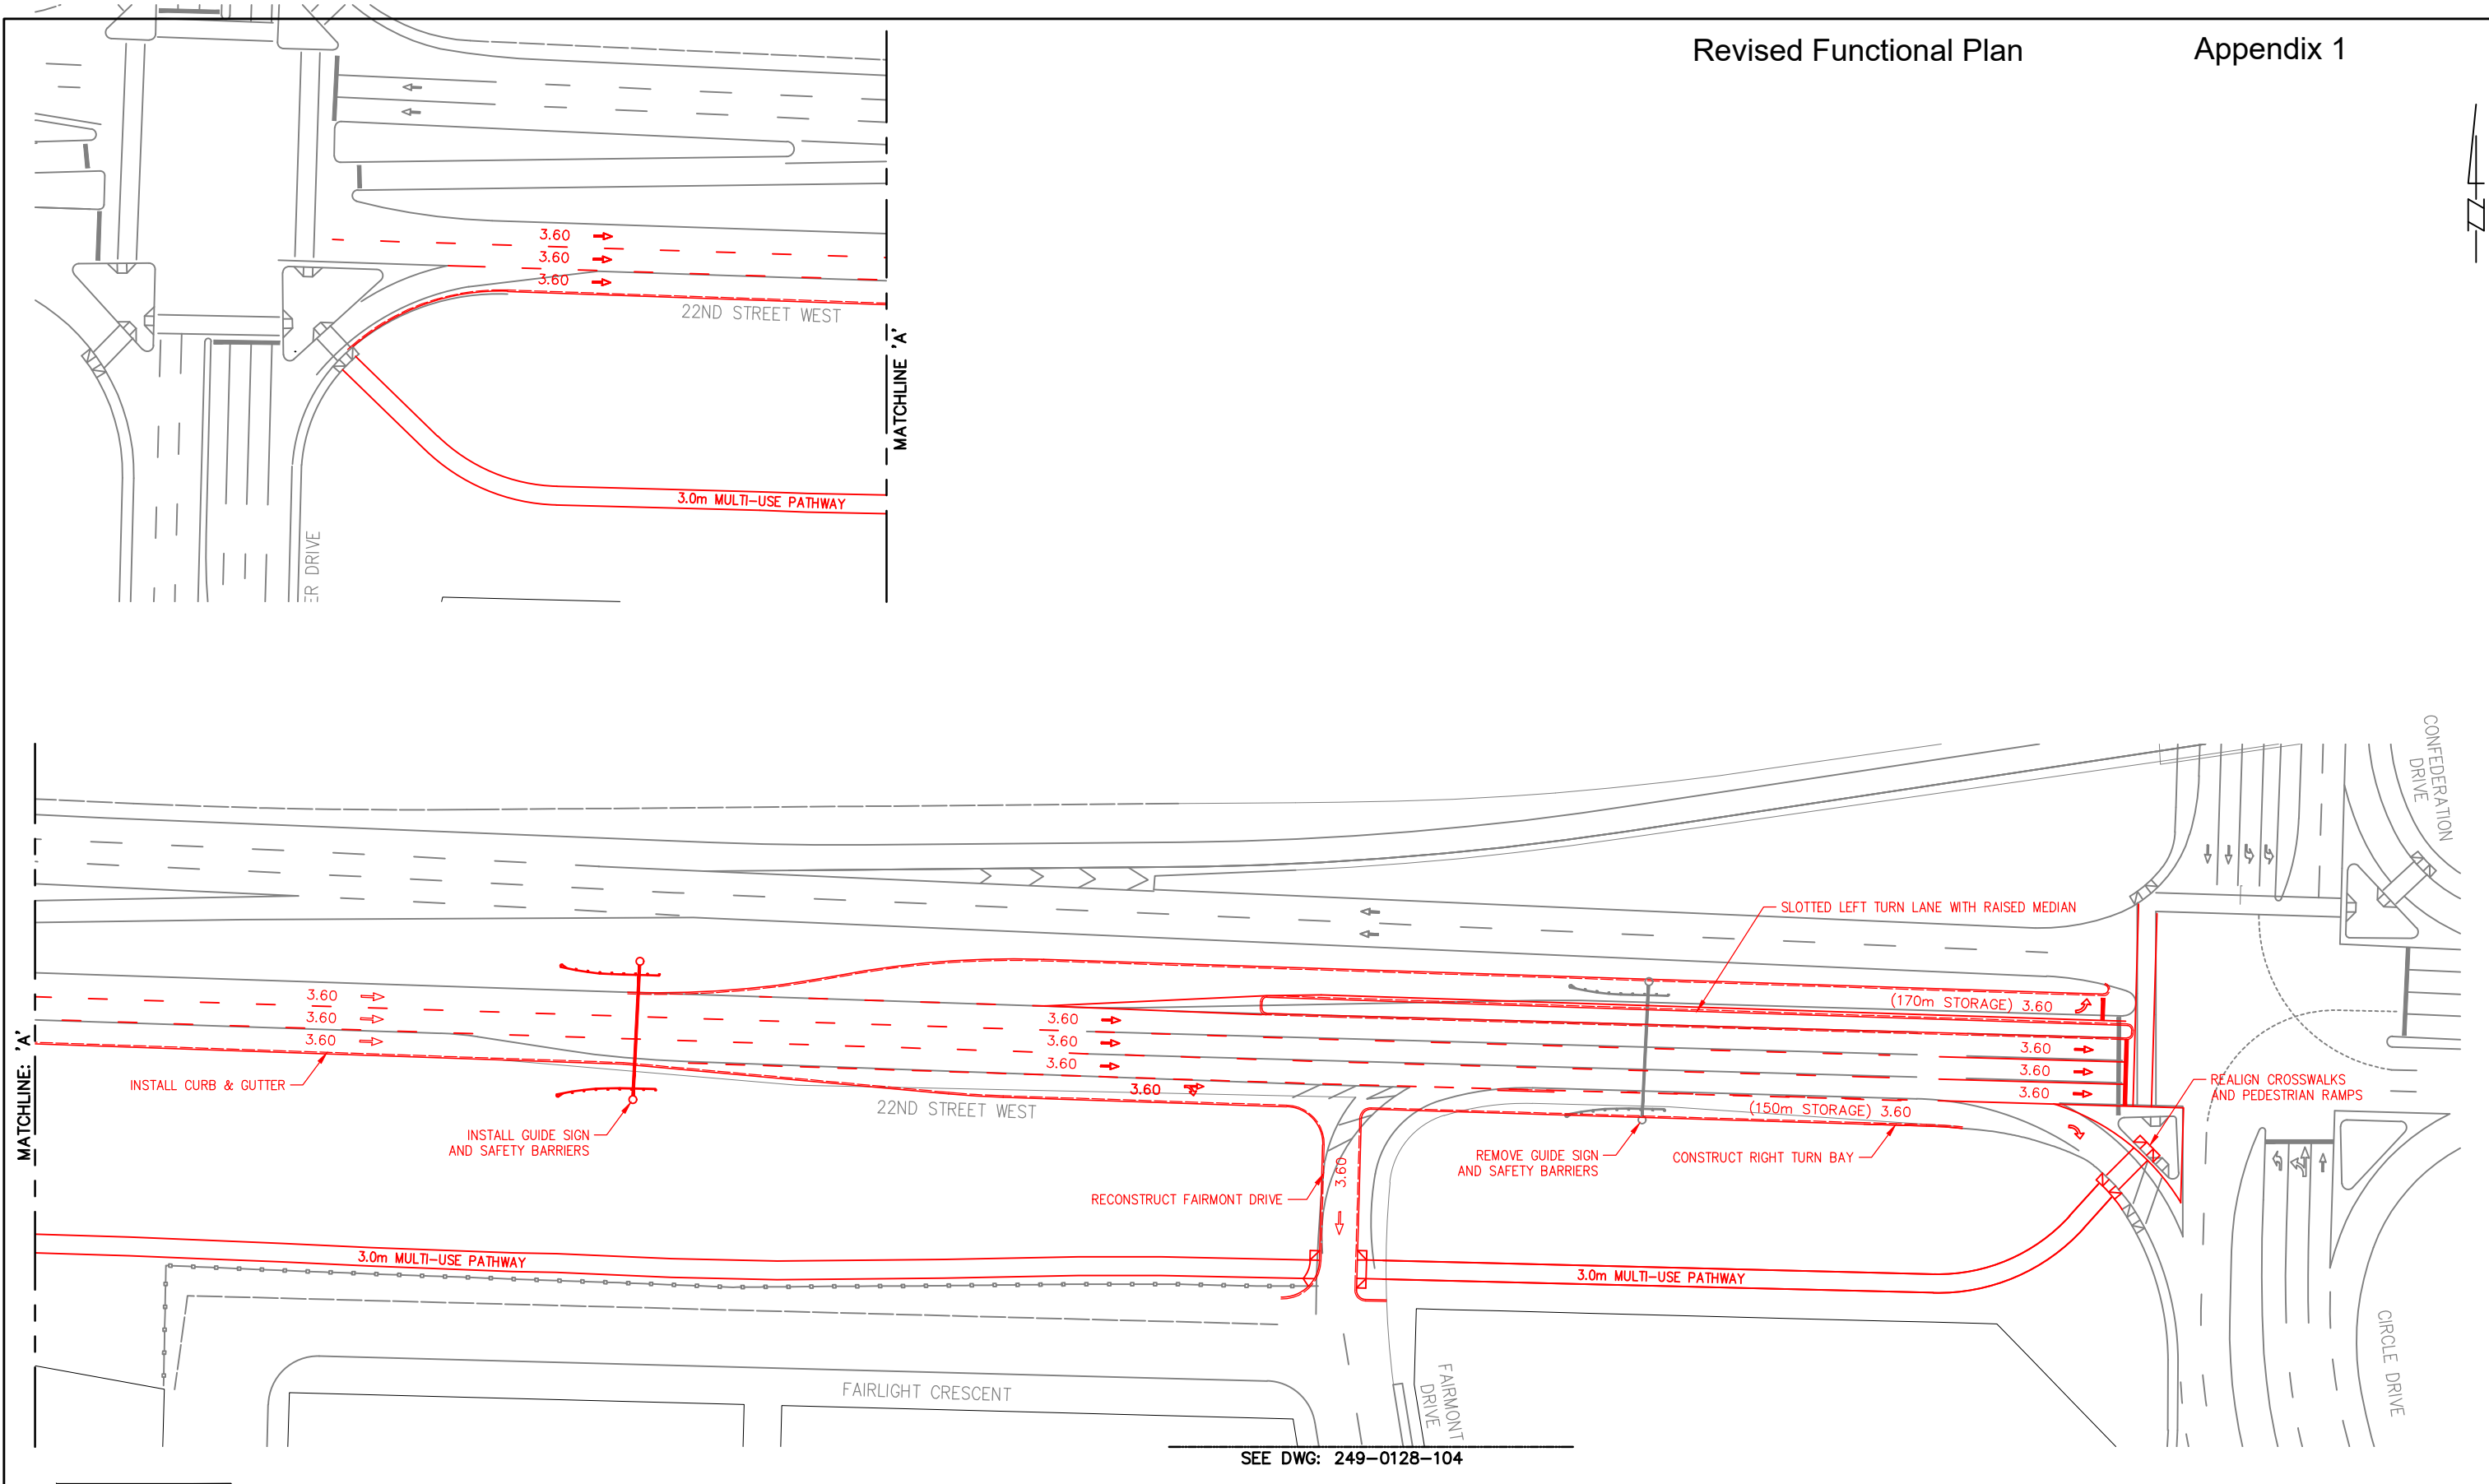 Revised Functional Plan
Appendix 1
3.60
3.60
3.60
22ND STREET WEST
MATCHLINE 'A'
3.0m MULTI-USE PATHWAY
ER DRIVE
CONFEDERATION
DRIVE
SLOTTED LEFT TURN LANE WITH RAISED MEDIAN
3.60
3.60
3.60
(170m STORAGE) 3.60
3.60
3.60
3.60
3.60
3.60
3.60
3.60
MATCHLINE: 'A'
INSTALL CURB & GUTTER
22ND STREET WEST
(150m STORAGE) 3.60
REALIGN CROSSWALKS
AND PEDESTRIAN RAMPS
INSTALL GUIDE SIGN
AND SAFETY BARRIERS
REMOVE GUIDE SIGN
AND SAFETY BARRIERS
CONSTRUCT RIGHT TURN BAY
3.60
RECONSTRUCT FAIRMONT DRIVE
3.0m MULTI-USE PATHWAY
3.0m MULTI-USE PATHWAY
CIRCLE DRIVE
FAIRLIGHT CRESCENT
FAIRMONT
DRIVE
SEE DWG: 249-0128-104